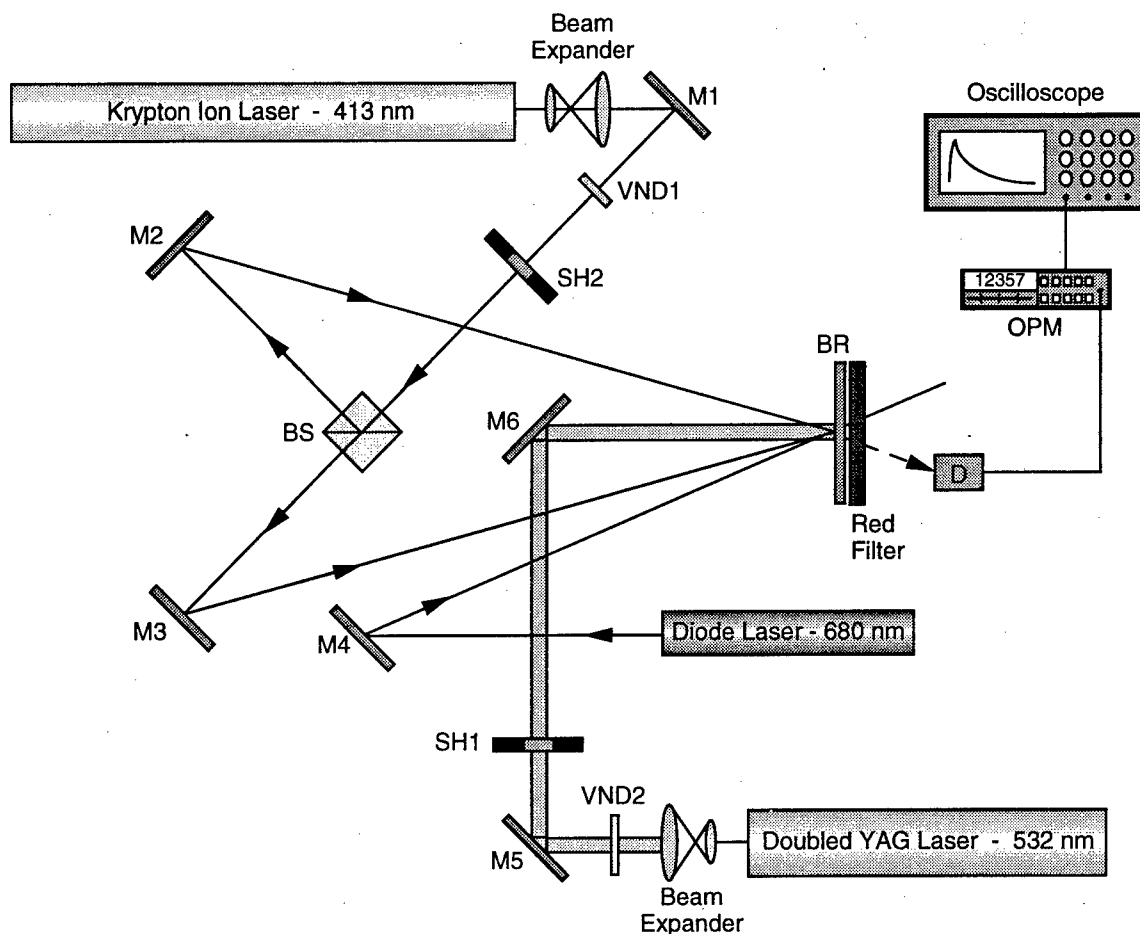 Beam
Expander
Krypton Ion Laser - 413 nm
M1
Oscilloscope
VND1
M2
SH2
12357
OPM
BR
BS
M6
D
Red
Filter
M3
M4
Diode Laser - 680 nm
SH1
VND2
M5
Doubled YAG Laser - 532 nm
Beam
Expander